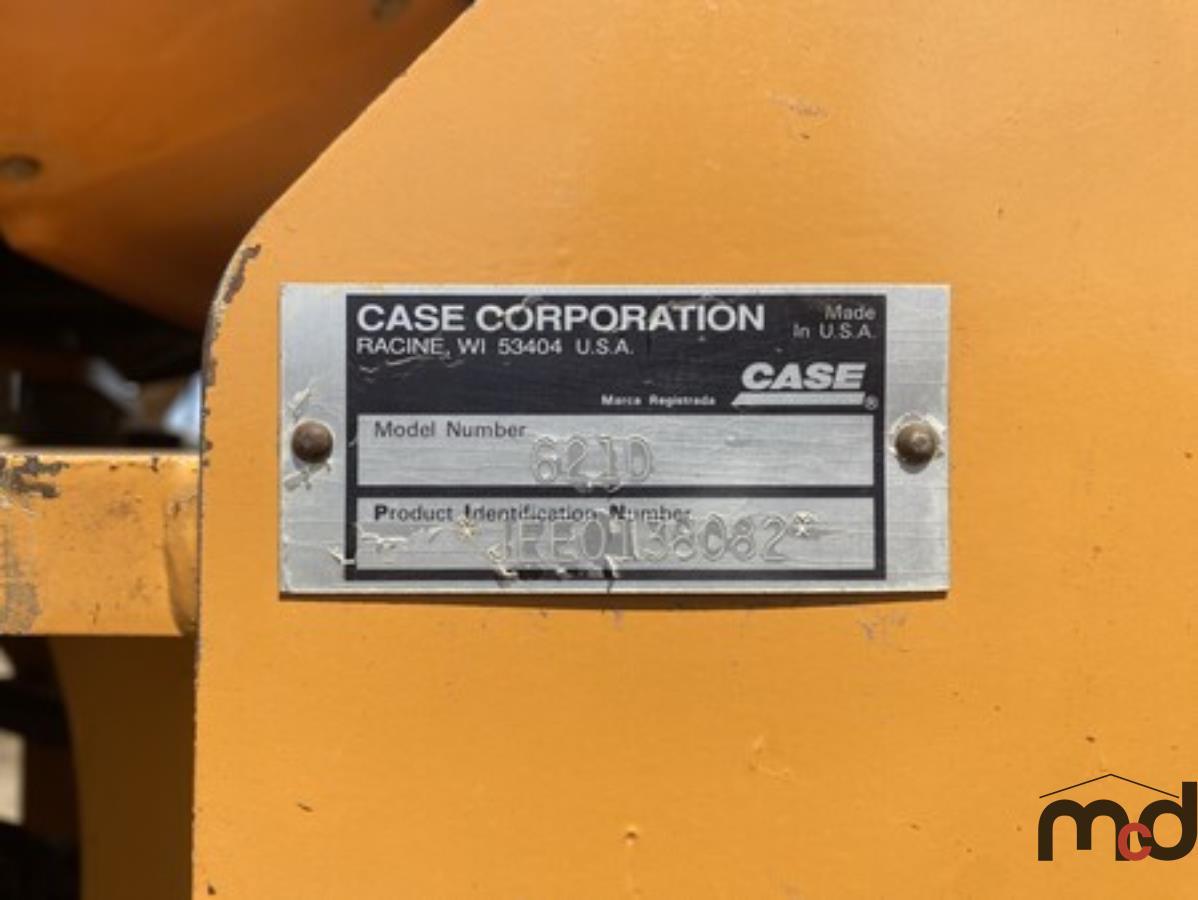 CASE CORPORATION
Made
In U.S.A.
RACINE, WI 53404 U.S.A.
CASE
Marca Registrada ®
Model Number
621D
Product Identification Number
*JEE0138082*
mcd